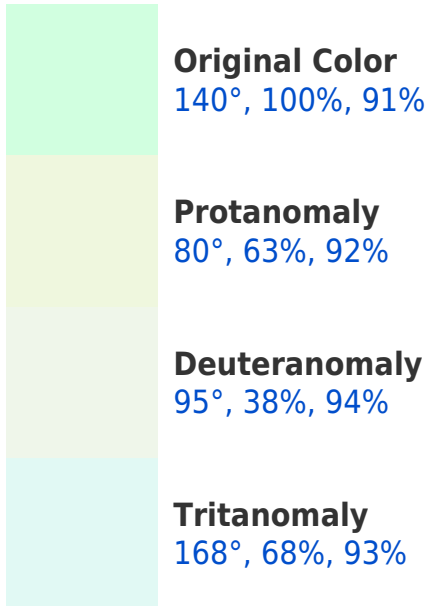 Original Color
140°, 100%, 91%
Protanomaly
80°, 63%, 92%
Deuteranomaly
95°, 38%, 94%
Tritanomaly
168°, 68%, 93%